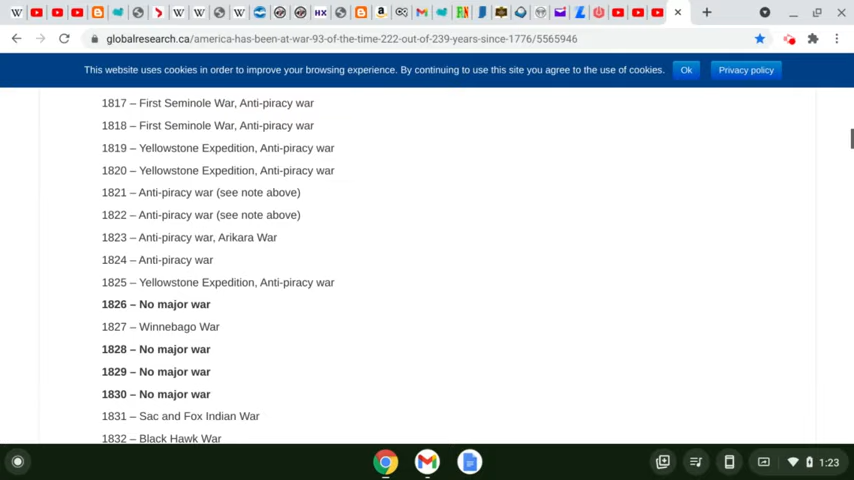 globalresearch.ca/america-has-been-at-war-93-of-the-time-222-out-of-239-years-since-1776/5565946
This website uses cookies in order to improve your browsing experience. By continuing to use this site you agree to the use of cookies. Ok Privacy policy
1817 – First Seminole War, Anti-piracy war
1818 – First Seminole War, Anti-piracy war
1819 – Yellowstone Expedition, Anti-piracy war
1820 – Yellowstone Expedition, Anti-piracy war
1821 – Anti-piracy war (see note above)
1822 – Anti-piracy war (see note above)
1823 – Anti-piracy war, Arikara War
1824 – Anti-piracy war
1825 – Yellowstone Expedition, Anti-piracy war
1826 – No major war
1827 – Winnebago War
1828 – No major war
1829 – No major war
1830 – No major war
1831 – Sac and Fox Indian War
1832 – Black Hawk War
1:23